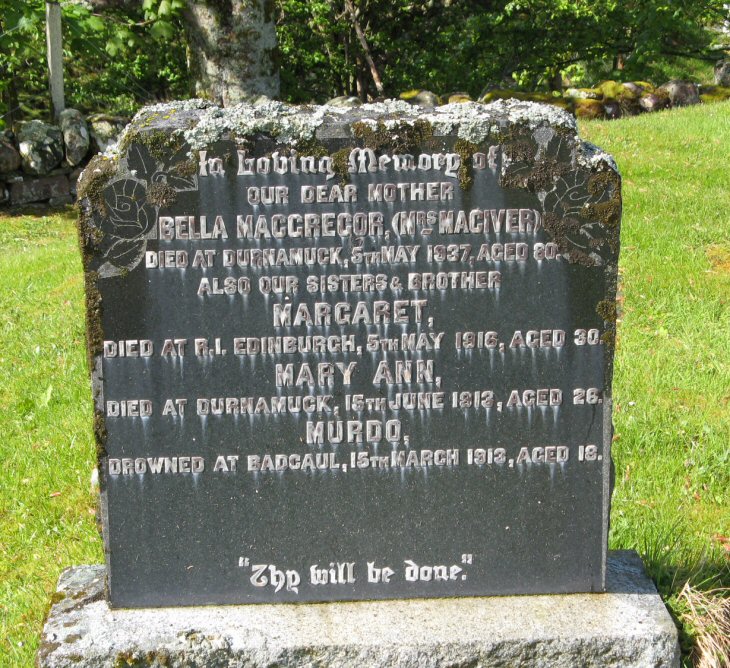 In Loving Memory of
OUR DEAR MOTHER
BELLA MACGREGOR, (MRS MACIVER)
DIED AT DURNAMUCK, 5TH MAY 1937, AGED 80.
ALSO OUR SISTERS & BROTHER
MARGARET,
DIED AT R.I. EDINBURGH, 5TH MAY 1916, AGED 30.
MARY ANN,
DIED AT DURNAMUCK, 15TH JUNE 1913, AGED 26.
MURDO,
DROWNED AT BADCAUL, 15TH MARCH 1913, AGED 18.
"Thy will be done."